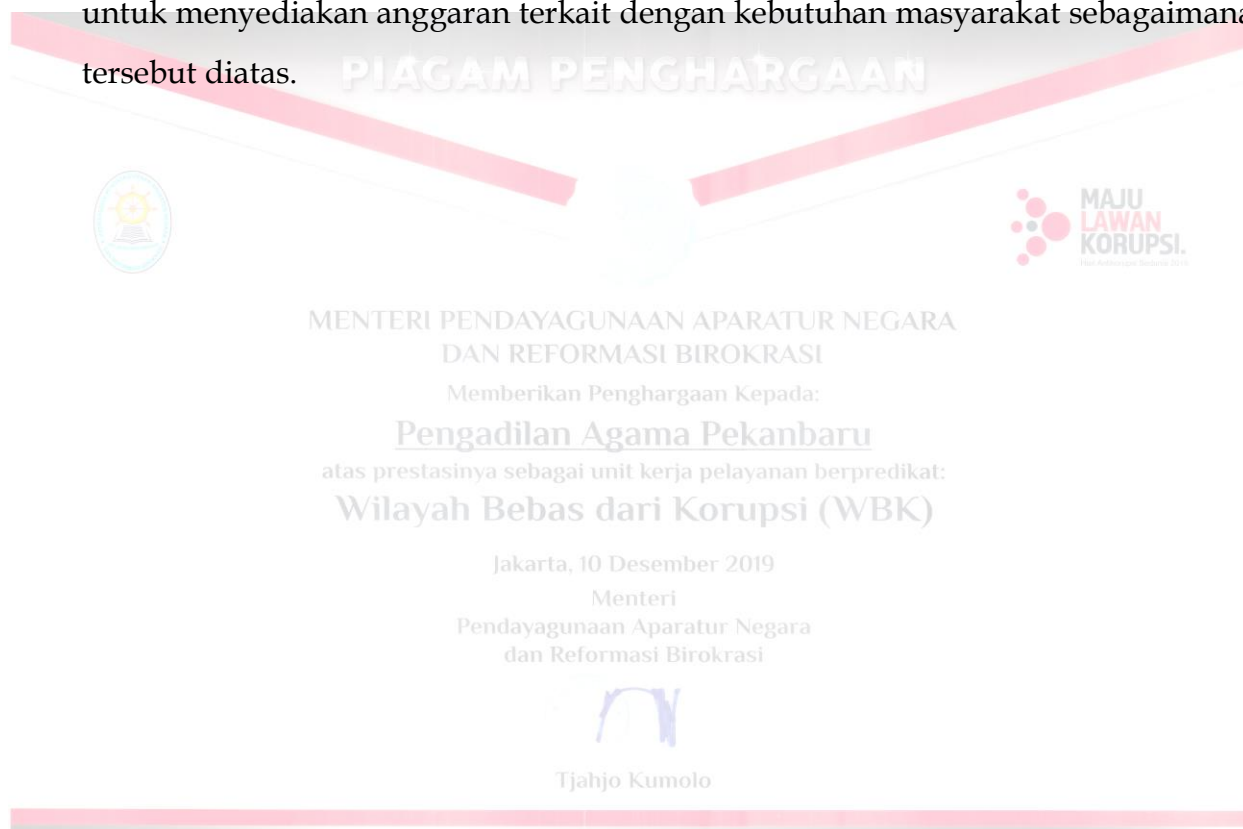 untuk menyediakan anggaran terkait dengan kebutuhan masyarakat sebagaimana
tersebut diatas.
PIAGAM PENGHARGAAN
MAJU
LAWAN
KORUPSI.
MENTERI PENDAYAGUNAAN APARATUR NEGARA
DAN REFORMASI BIROKRASI
Memberikan Penghargaan Kepada:
Pengadilan Agama Pekanbaru
atas prestasinya sebagai unit kerja pelayanan berpredikat:
Wilayah Bebas dari Korupsi (WBK)
Jakarta, 10 Desember 2019
Menteri
Pendayagunaan Aparatur Negara
dan Reformasi Birokrasi
Tjahjo Kumolo